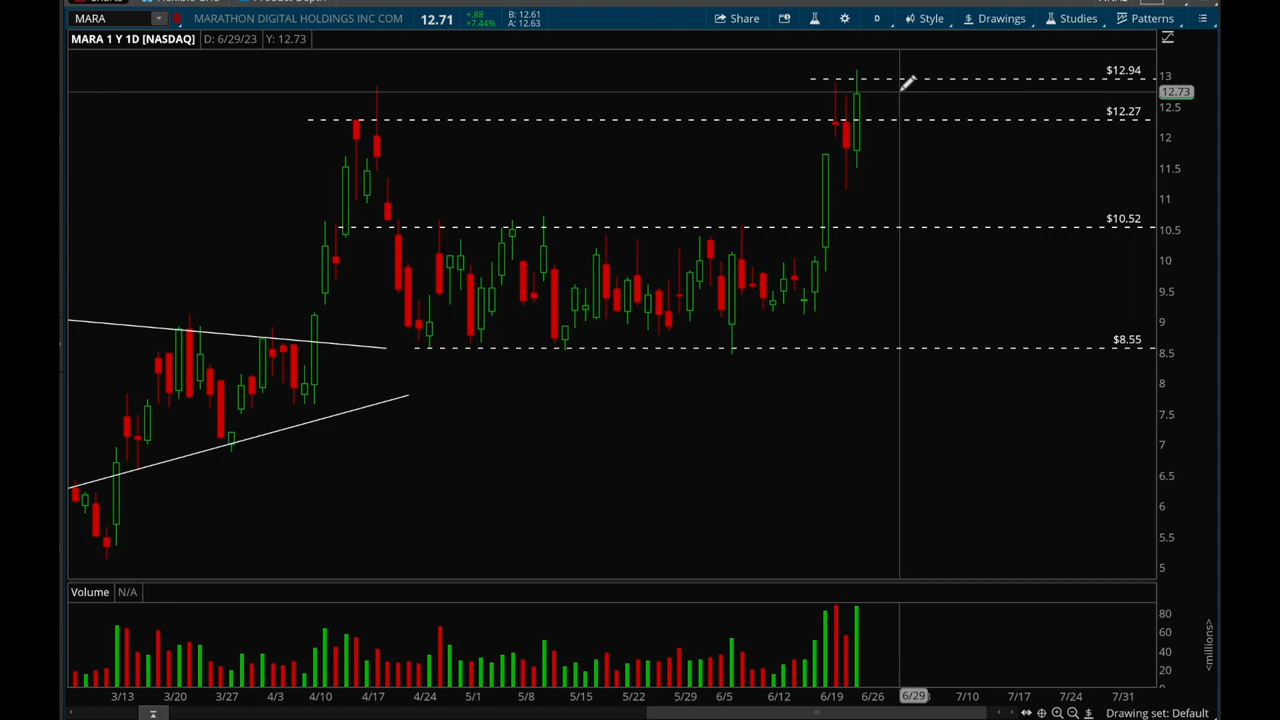 MARA
MARATHON DIGITAL HOLDINGS INC COM
12.71
+.88
+7.44%
B: 12.61
A: 12.63
Share
D
Style
Drawings
Studies
Patterns
MARA 1 Y 1D [NASDAQ]
D: 6/29/23
Y: 12.73
$12.94
$12.27
$10.52
$8.55
13
12.73
12.5
12
11.5
11
10.5
10
9.5
9
8.5
8
7.5
7
6.5
6
5.5
5
Volume
N/A
80
60
40
20
<millions>
3/13
3/20
3/27
4/3
4/10
4/17
4/24
5/1
5/8
5/15
5/22
5/29
6/5
6/12
6/19
6/26
6/29
7/10
7/17
7/24
7/31
Drawing set: Default